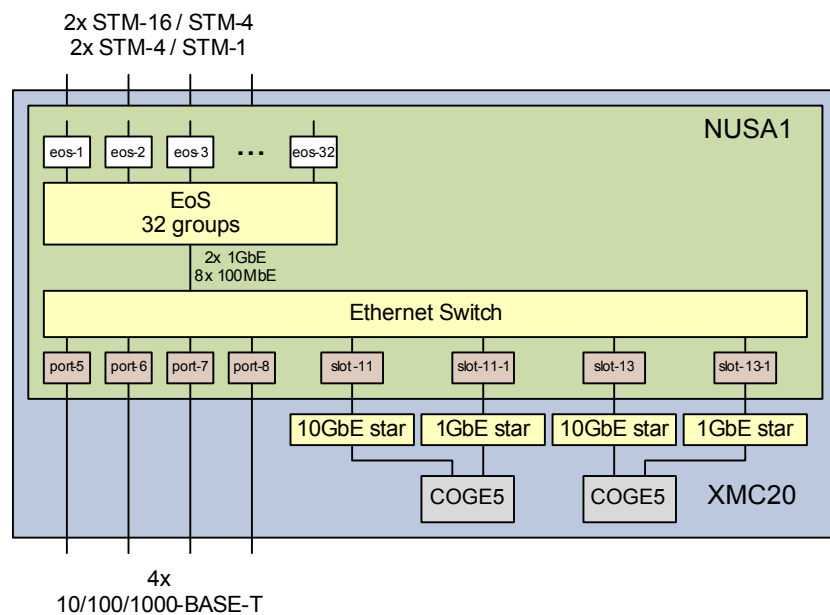 2x STM-16 / STM-4
2x STM-4 / STM-1
NUSA1
eos-1 eos-2 eos-3 ... eos-32
EoS
32 groups
2x 1GbE
8x 100MbE
Ethernet Switch
port-5 port-6 port-7 port-8 slot-11 slot-11-1 slot-13 slot-13-1
10GbE star 1GbE star 10GbE star 1GbE star
COGE5 COGE5 XMC20
4x
10/100/1000-BASE-T